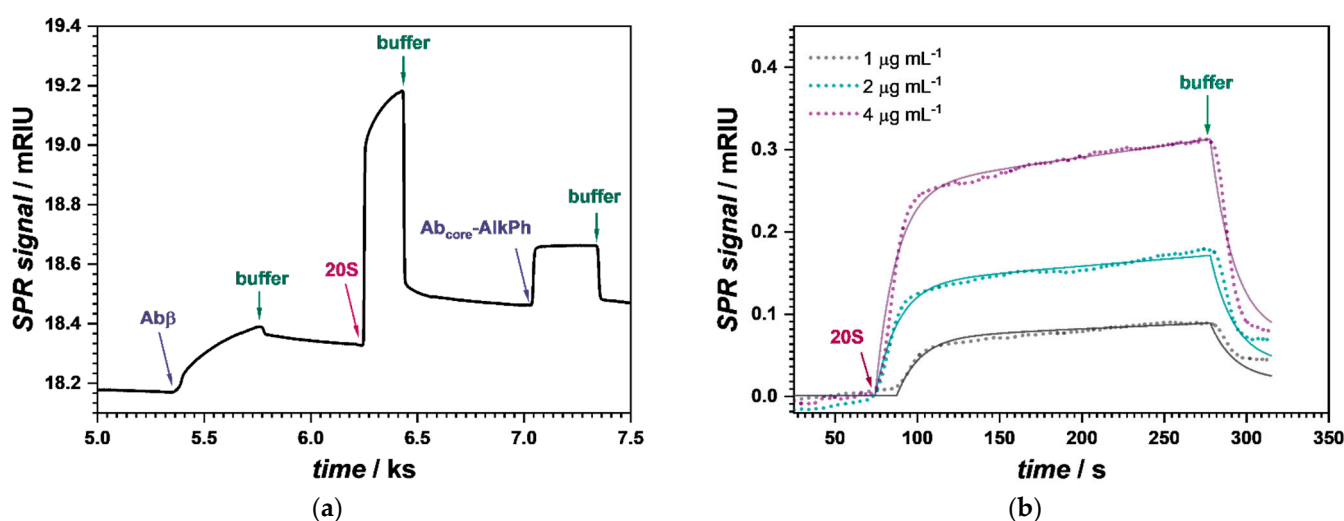 19.4
19.2
19.0
18.8
18.6
18.4
18.2
SPR signal / mRIU
buffer
Abcore-AlkPh
buffer
20S
buffer
Abβ
5.0 5.5 6.0 6.5 7.0 7.5
time / ks
(a)
0.4
0.3
0.2
0.1
0.0
SPR signal / mRIU
1 μg mL⁻¹
2 μg mL⁻¹
4 μg mL⁻¹
buffer
20S
50 100 150 200 250 300 350
time / s
(b)